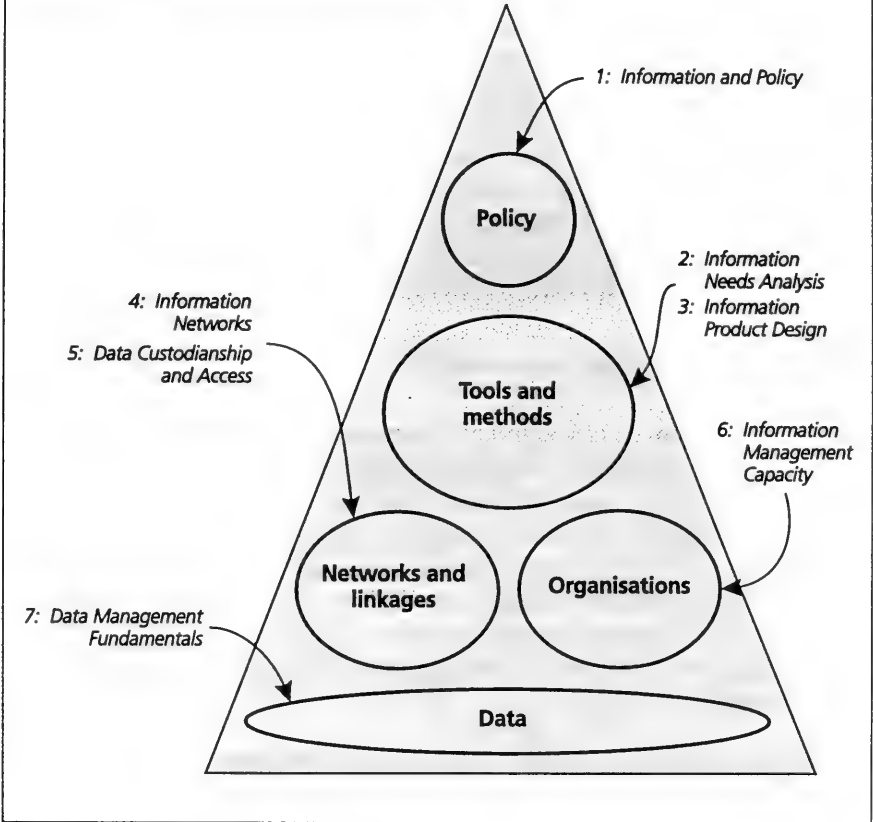 1: Information and Policy
Policy
2: Information
Needs Analysis
3: Information
Product Design
4: Information
Networks
5: Data Custodianship
and Access
Tools and
methods
6: Information
Management
Capacity
Networks and
linkages
Organisations
7: Data Management
Fundamentals
Data